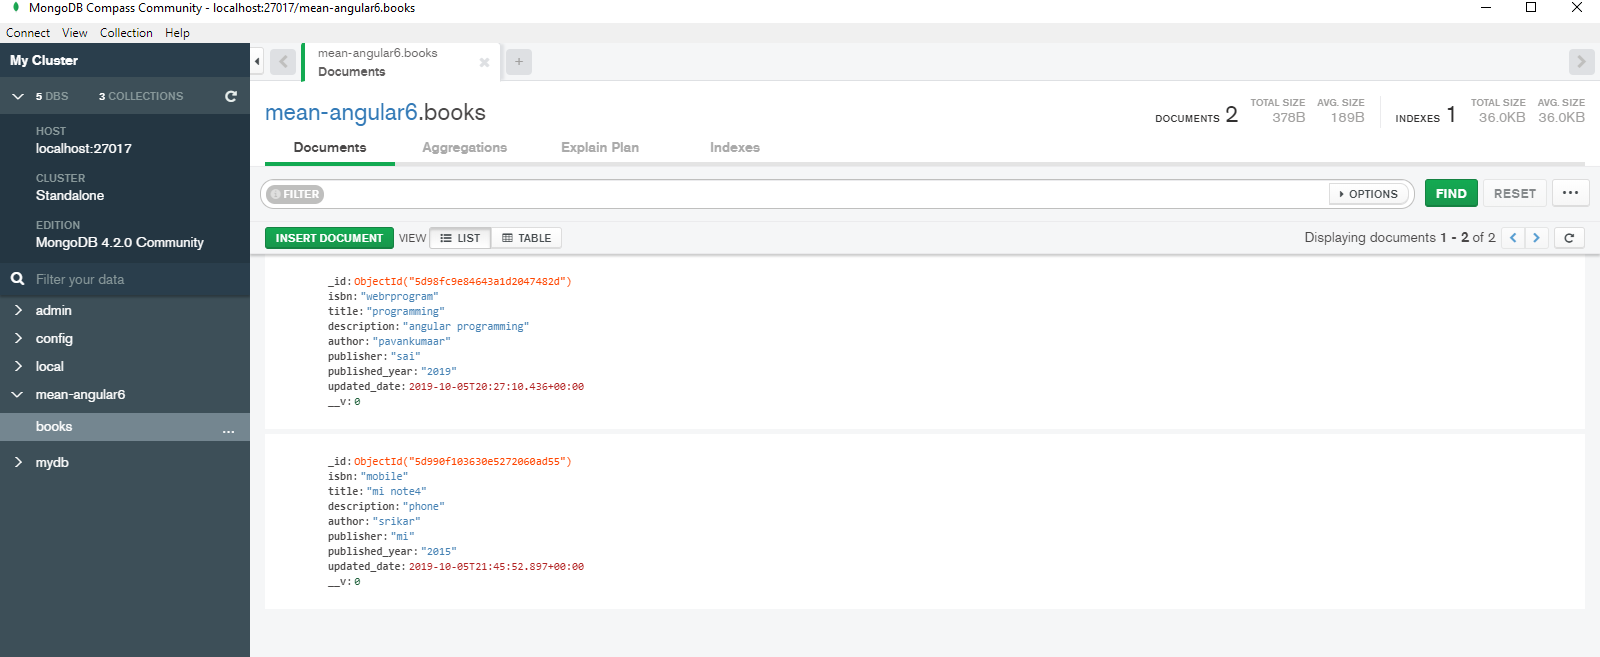 MongoDB Compass Community - localhost:27017/mean-angular6.books
Connect View Collection Help
My Cluster
5 DBS 3 COLLECTIONS
HOST
localhost:27017
CLUSTER
Standalone
EDITION
MongoDB 4.2.0 Community
Filter your data
admin
config
local
mean-angular6
books ...
mydb
mean-angular6.books
Documents
mean-angular6.books
DOCUMENTS 2 TOTAL SIZE 378B AVG. SIZE 189B INDEXES 1 TOTAL SIZE 36.0KB AVG. SIZE 36.0KB
Documents Aggregations Explain Plan Indexes
FILTER OPTIONS FIND RESET ...
INSERT DOCUMENT VIEW LIST TABLE Displaying documents 1 - 2 of 2
_id: ObjectId("5d98fc9e84643a1d2047482d")
isbn: "webrprogram"
title: "programming"
description: "angular programming"
author: "pavankumaar"
publisher: "sai"
published_year: "2019"
updated_date: 2019-10-05T20:27:10.436+00:00
__v: 0
_id: ObjectId("5d990f103630e5272060ad55")
isbn: "mobile"
title: "mi note4"
description: "phone"
author: "srikar"
publisher: "mi"
published_year: "2015"
updated_date: 2019-10-05T21:45:52.897+00:00
__v: 0